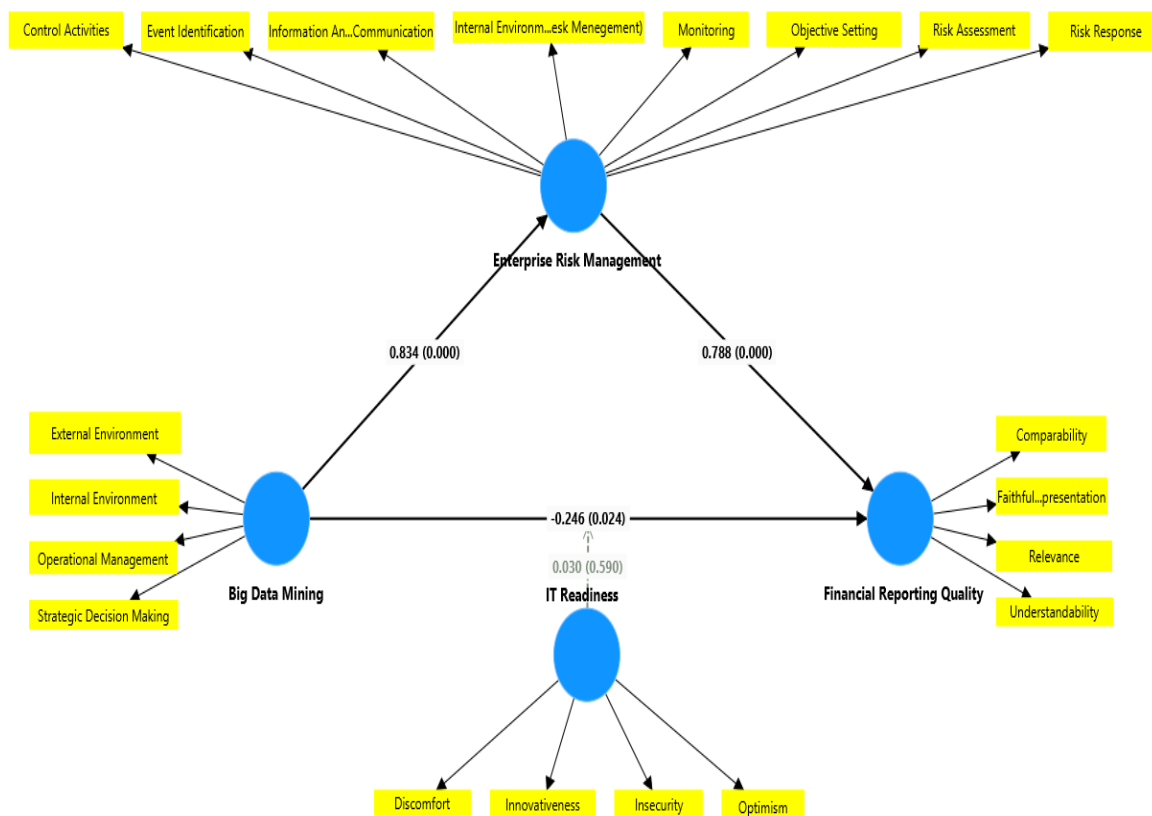 Control Activities
Event Identification
Information An...Communication
Internal Environm...esk Menegement)
Monitoring
Objective Setting
Risk Assessment
Risk Response
Enterprise Risk Management
0.834 (0.000)
0.788 (0.000)
External Environment
Internal Environment
Operational Management
Strategic Decision Making
Big Data Mining
-0.246 (0.024)
0.030 (0.590)
IT Readiness
Comparability
Faithful...presentation
Relevance
Understandability
Financial Reporting Quality
Discomfort
Innovativeness
Insecurity
Optimism